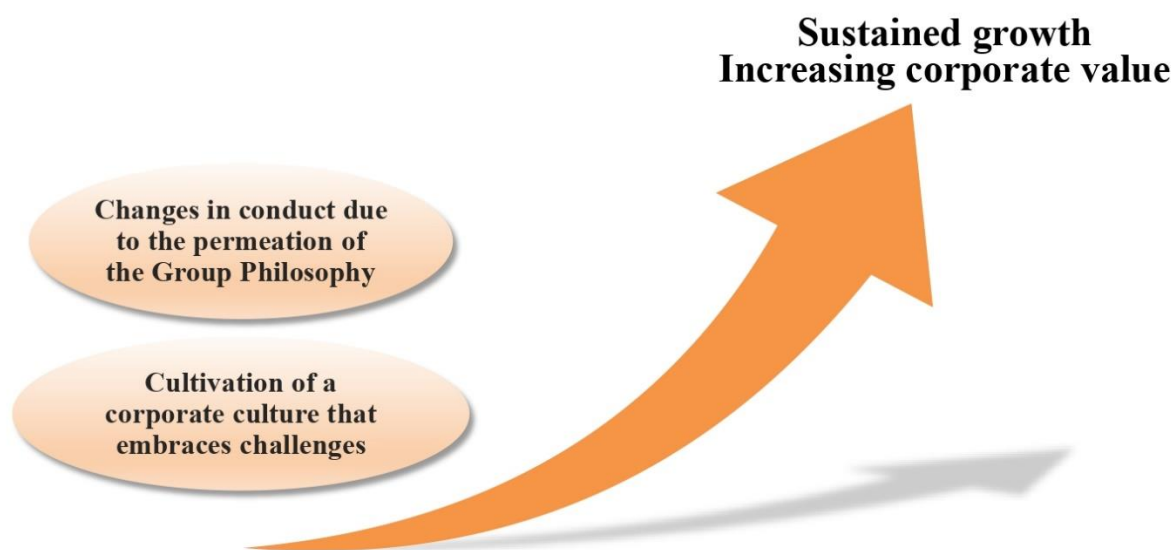 Sustained growth
Increasing corporate value
Changes in conduct due
to the permeation of
the Group Philosophy
Cultivation of a
corporate culture that
embraces challenges